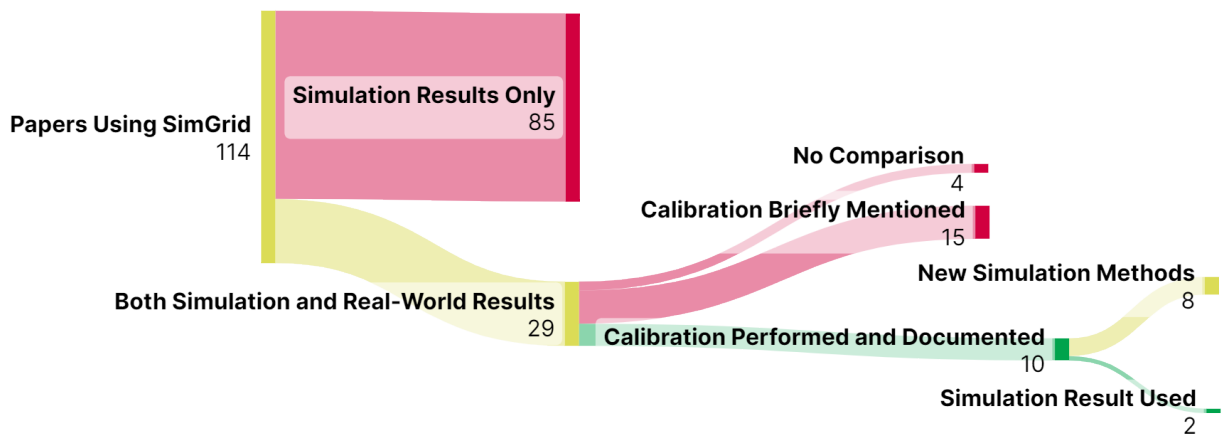 Papers Using SimGrid
114
Simulation Results Only
85
Both Simulation and Real-World Results
29
No Comparison
4
Calibration Briefly Mentioned
15
Calibration Performed and Documented
10
New Simulation Methods
8
Simulation Result Used
2